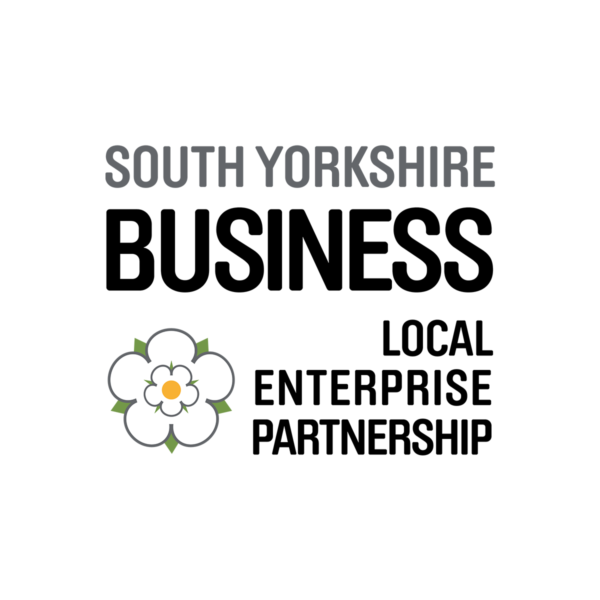 SOUTH YORKSHIRE
BUSINESS
LOCAL
ENTERPRISE
PARTNERSHIP